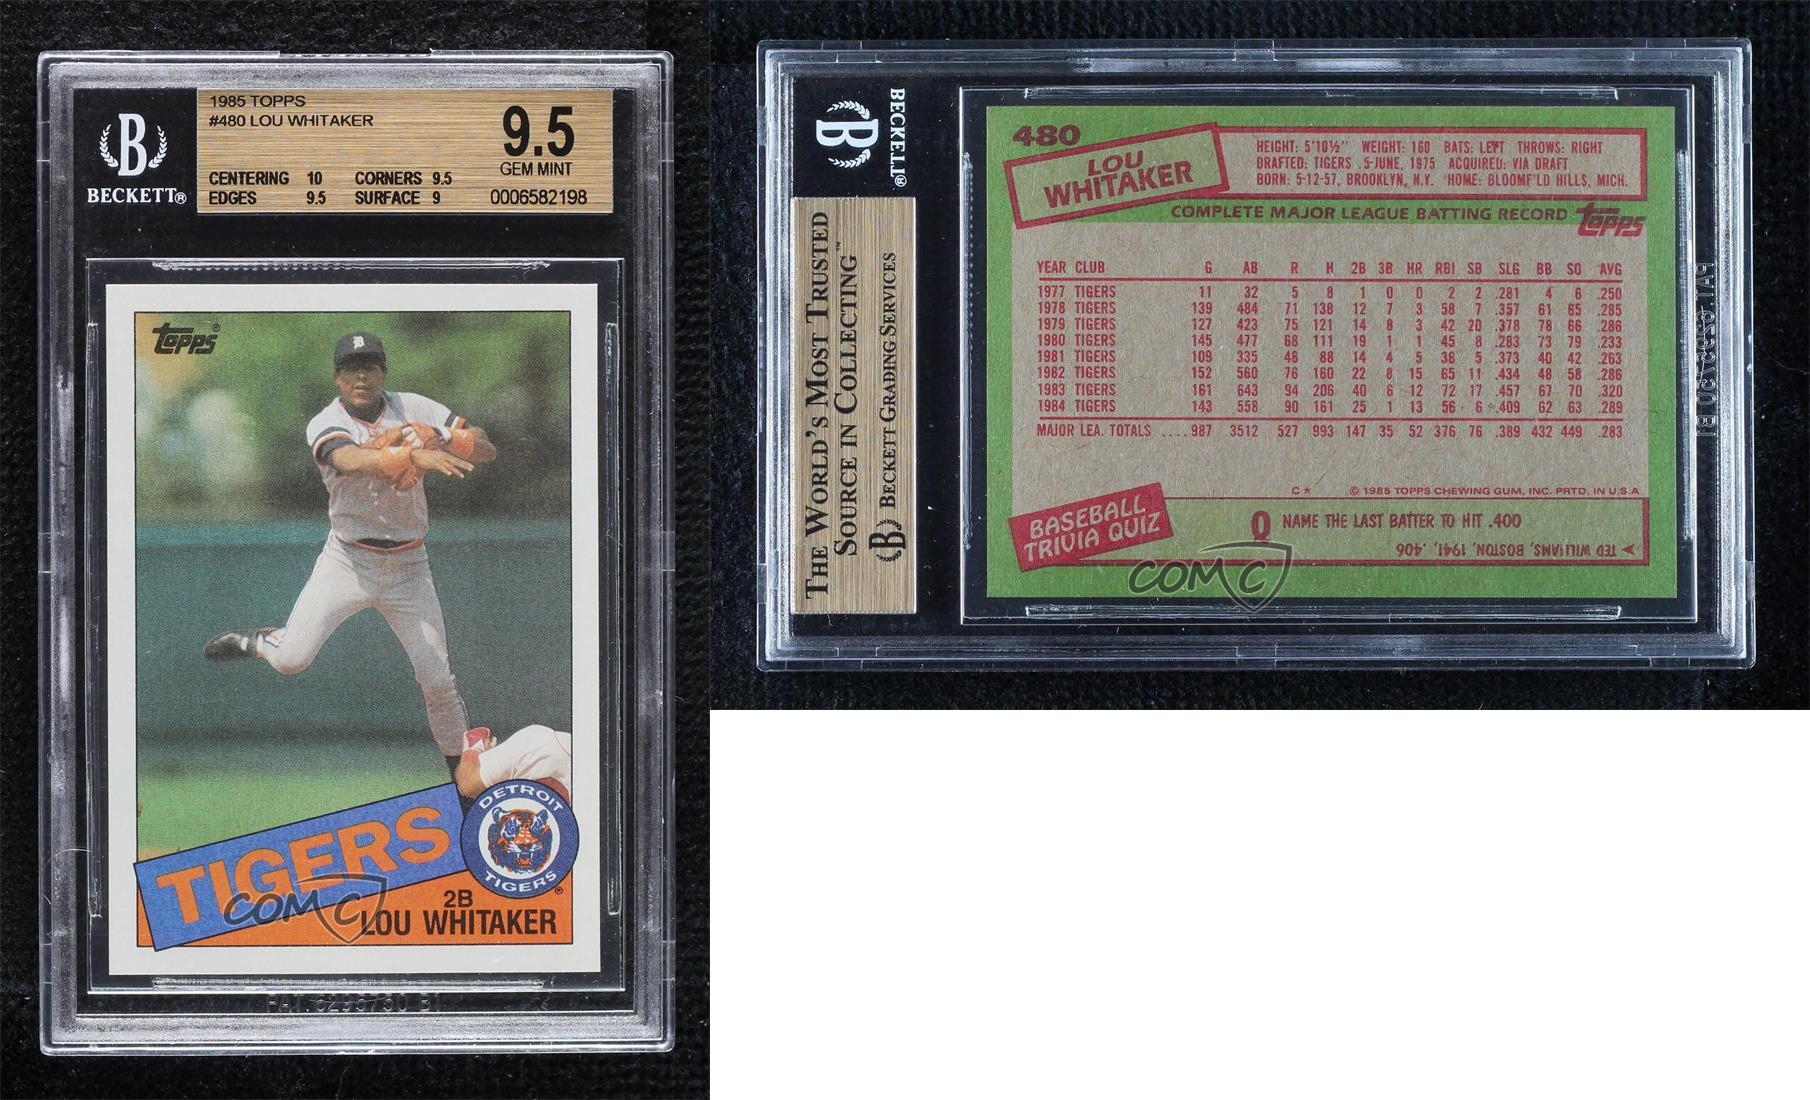 1985 TOPPS
#480 LOU WHITAKER
9.5
GEM MINT
CENTERING 10 CORNERS 9.5
EDGES 9.5 SURFACE 9
0006582198
B
BECKETT®
Topps®
TIGERS
DETROIT
TIGERS®
2B
LOU WHITAKER
COMC
PAT. 6295750 B1
B
BECKETT®
THE WORLD'S MOST TRUSTED
SOURCE IN COLLECTING™
B BECKETT GRADING SERVICES
480
LOU
WHITAKER
HEIGHT: 5'10½" WEIGHT: 160 BATS: LEFT THROWS: RIGHT
DRAFTED: TIGERS .5-JUNE, 1975 ACQUIRED: VIA DRAFT
BORN: 5-12-57, BROOKLYN, N.Y. HOME: BLOOMF'LD HILLS, MICH.
COMPLETE MAJOR LEAGUE BATTING RECORD Topps
YEAR CLUB G AB R H 2B 3B HR RBI SB SLG BB SO AVG
1977 TIGERS 11 32 5 8 1 0 0 2 2 .281 4 6 .250
1978 TIGERS 139 484 71 138 12 7 3 58 7 .357 61 65 .285
1979 TIGERS 127 423 75 121 14 8 3 42 20 .378 78 66 .286
1980 TIGERS 145 477 68 111 19 1 1 45 8 .283 73 79 .233
1981 TIGERS 109 335 48 88 14 4 5 36 5 .373 40 42 .263
1982 TIGERS 152 560 76 160 22 8 15 65 11 .434 48 58 .286
1983 TIGERS 161 643 94 206 40 6 12 72 17 .457 67 70 .320
1984 TIGERS 143 558 90 161 25 1 13 56 6 .409 62 63 .289
MAJOR LEA. TOTALS ....987 3512 527 993 147 35 52 376 76 .389 432 449 .283
C★ © 1985 TOPPS CHEWING GUM, INC. PRTD. IN U.S.A
BASEBALL
TRIVIA QUIZ
Q NAME THE LAST BATTER TO HIT .400
TED WILLIAMS, BOSTON, 1941, .406
COMC
PAT. 6295750 B1